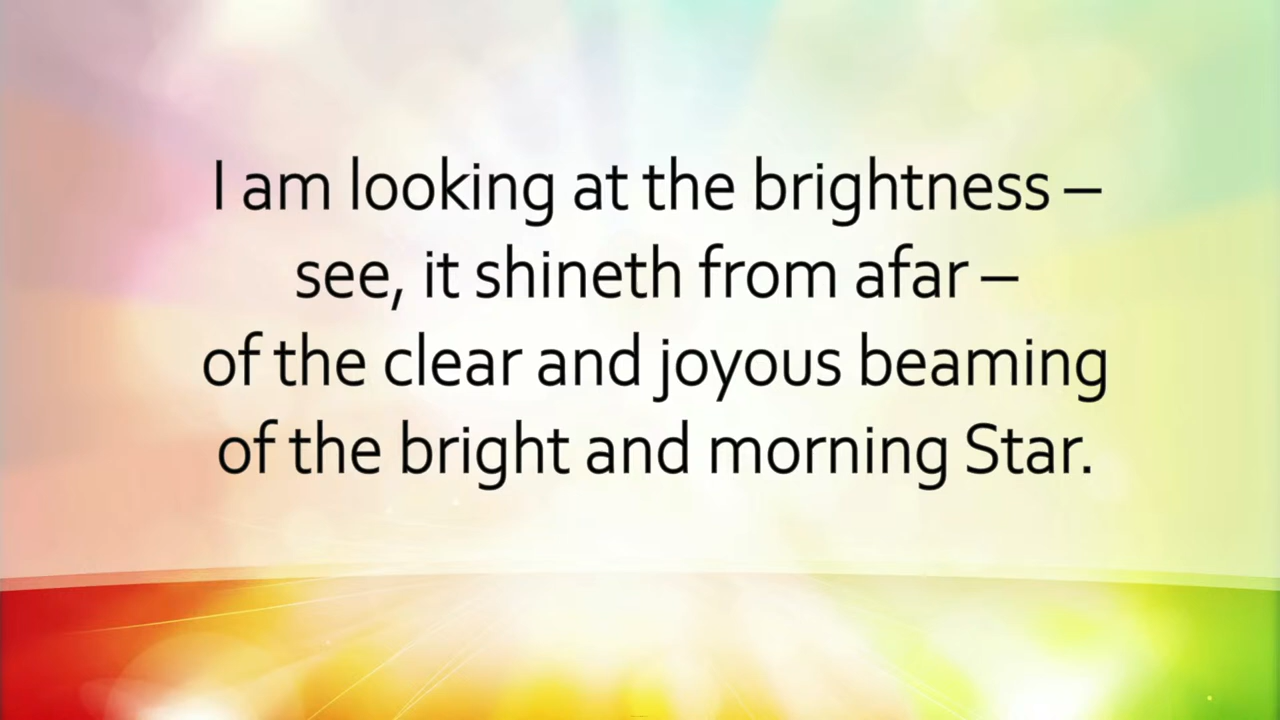 I am looking at the brightness –
see, it shineth from afar –
of the clear and joyous beaming
of the bright and morning Star.